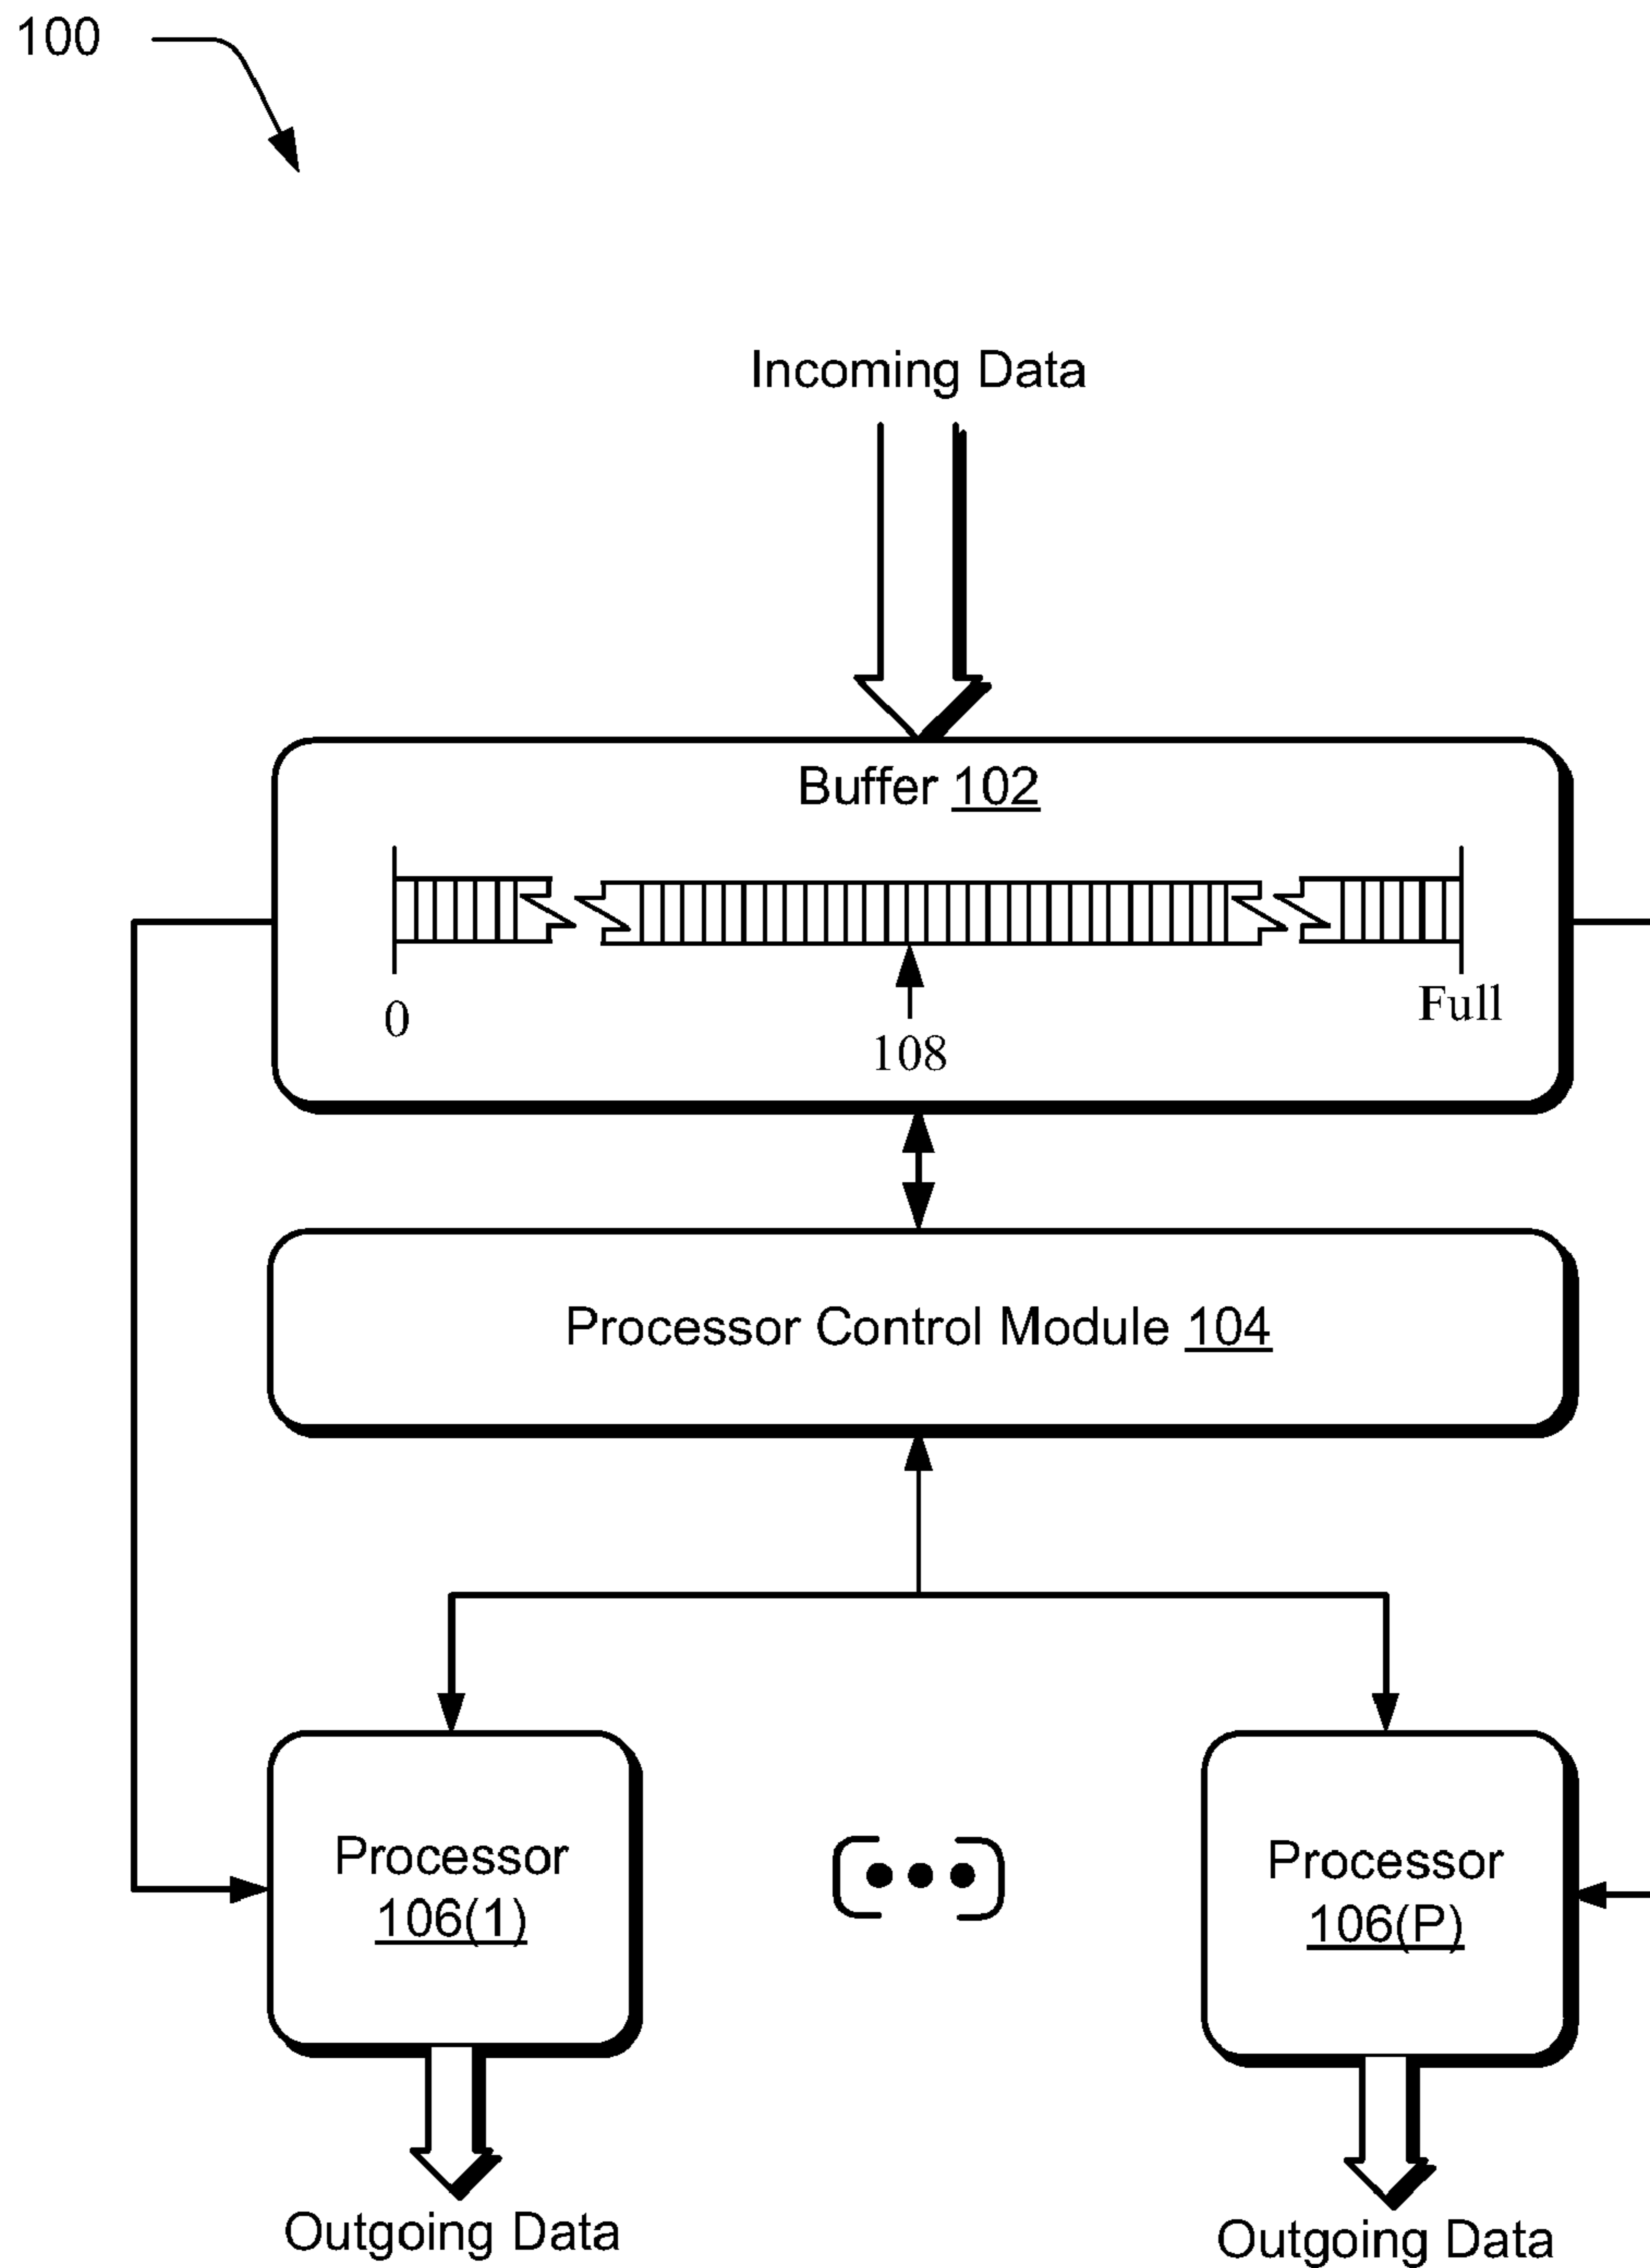 100
Incoming Data
Buffer 102
0
108
Full
Processor Control Module 104
Processor
106(1)
Processor
106(P)
Outgoing Data
Outgoing Data